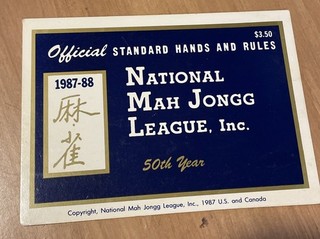 $3.50
Official STANDARD HANDS AND RULES
1987-88
麻雀
NATIONAL
MAH JONGG
LEAGUE, INC.
50th Year
Copyright, National Mah Jongg League, Inc., 1987 U.S. and Canada